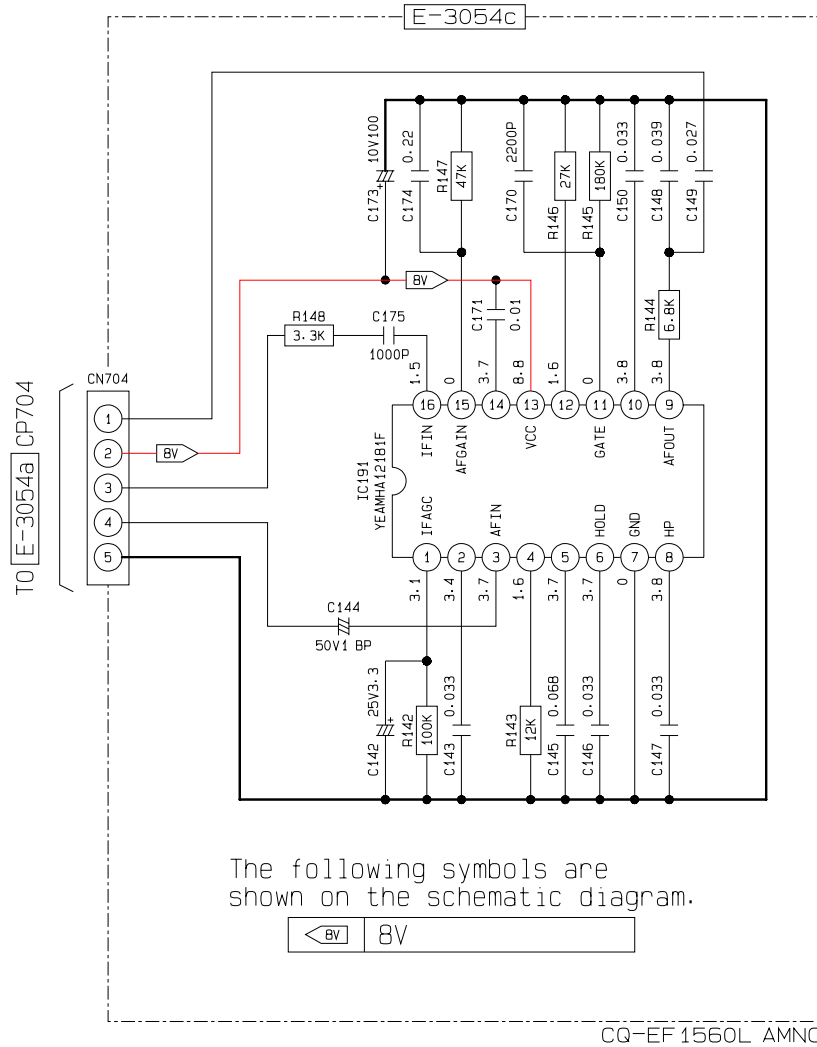 E-3054c
10V100
C173
+
0.22
C174
R147
47K
2200P
C170
27K
R146
180K
R145
0.033
C150
0.039
C148
0.027
C149
8V
C171
0.01
R144
6.8K
R148
3.3K
C175
1000P
1.5
0
3.7
8.8
1.6
0
3.8
3.8
16 15 14 13 12 11 10 9
IFIN
AFGAIN
VCC
GATE
AFOUT
IC191
YEAMHA12181F
IFAGC
AFIN
HOLD
GND
HP
1 2 3 4 5 6 7 8
3.1
3.4
3.7
1.6
3.7
3.7
0
3.8
CN704
1
2
8V
3
4
5
TO E-3054a CP704
C144
50V1 BP
25V3.3
C142
+
R142
100K
0.033
C143
R143
12K
0.068
C145
0.033
C146
0.033
C147
The following symbols are
shown on the schematic diagram.
8V 8V
CQ-EF1560L AMNC